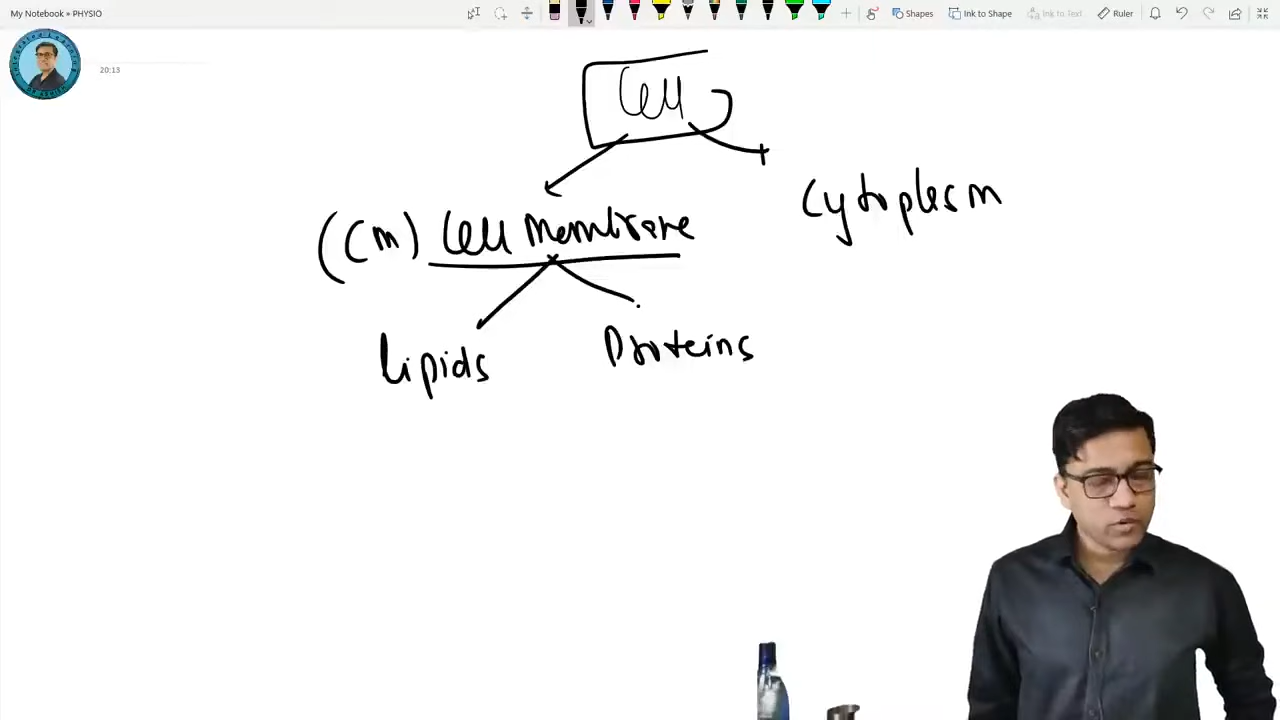 My Notebook » PHYSIO
Shapes
Ink to Shape
Ink to Text
Ruler
20:13
Cell
Cytoplasm
(Cm) Cell Membrane
Lipids
Proteins